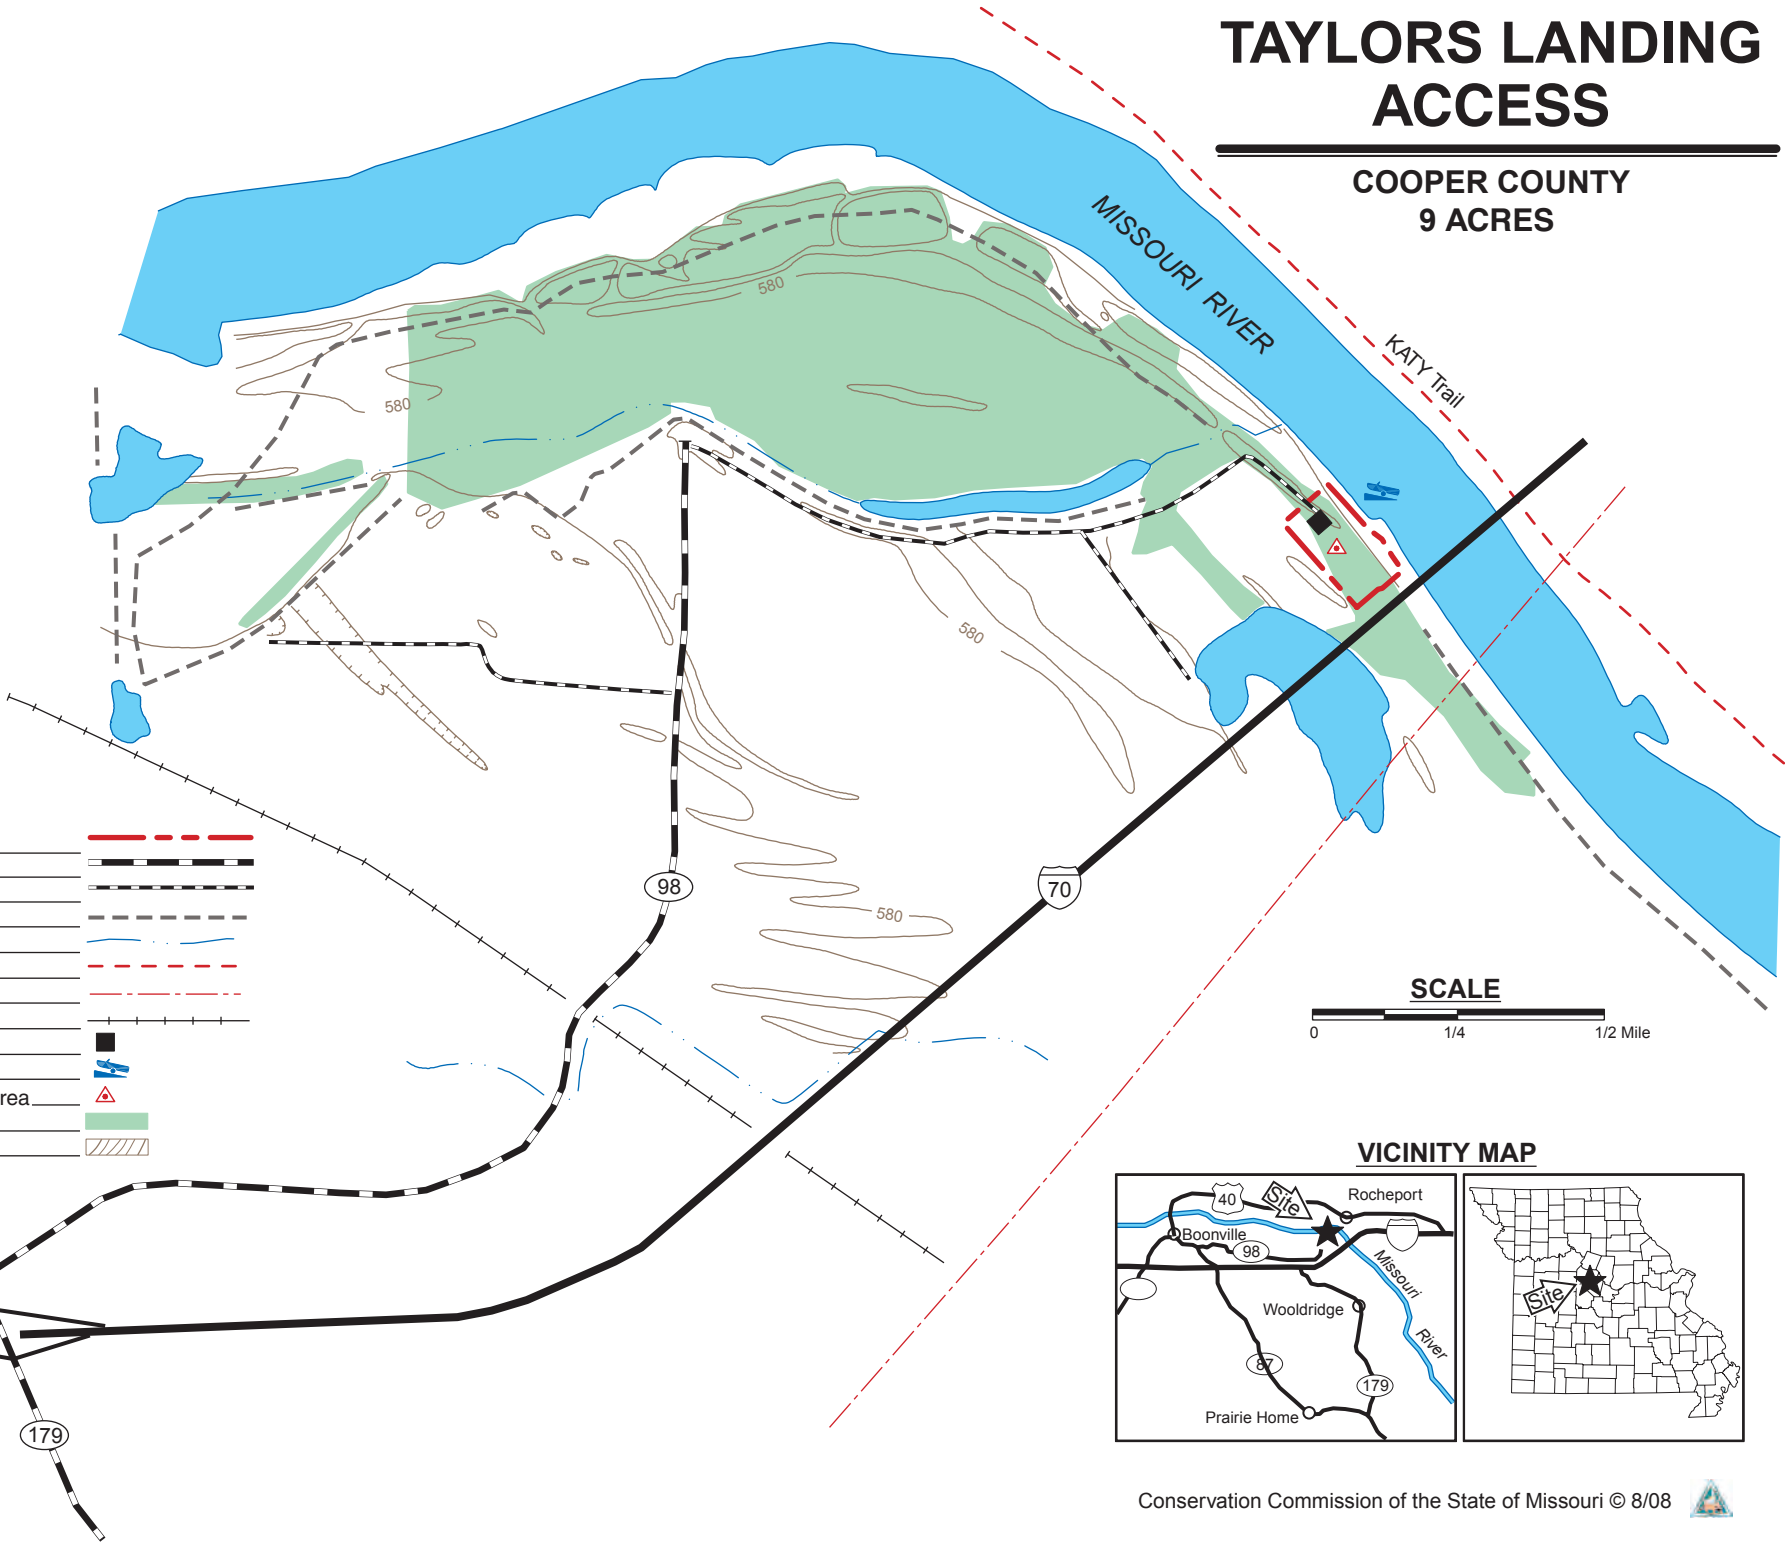 TAYLORS LANDING
ACCESS
COOPER COUNTY
9 ACRES
MISSOURI RIVER
KATY Trail
580
580
580
580
98
70
179
rea
SCALE
0 1/4 1/2 Mile
VICINITY MAP
40
Site
Rocheport
Boonville
98
Missouri
River
Wooldridge
87
179
Prairie Home
Site
Conservation Commission of the State of Missouri © 8/08